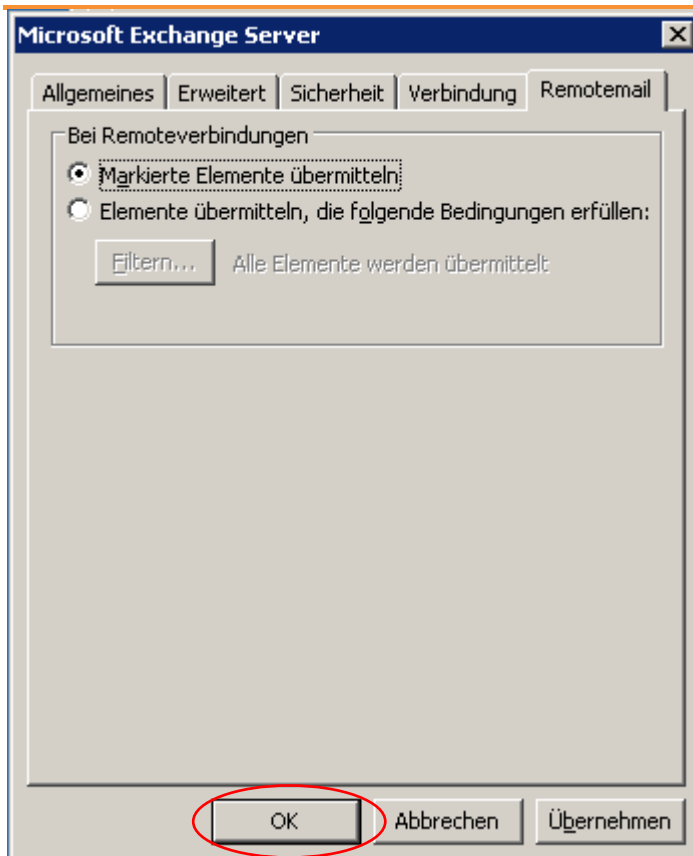 Microsoft Exchange Server
Allgemeines Erweitert Sicherheit Verbindung Remotemail
Bei Remoteverbindungen
Markierte Elemente übermitteln
Elemente übermitteln, die folgende Bedingungen erfüllen:
Filtern... Alle Elemente werden übermittelt
OK Abbrechen Übernehmen